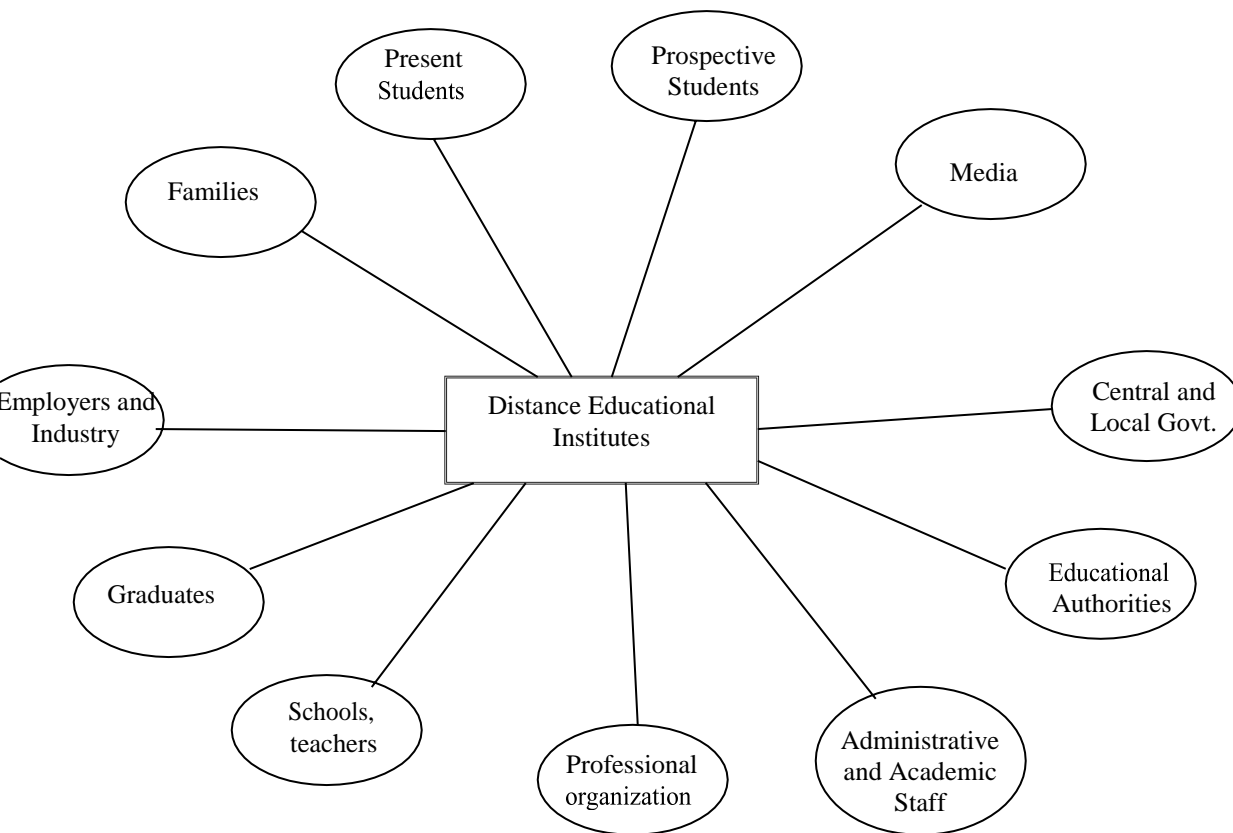 Present
Students
Prospective
Students
Media
Families
Employers and
Industry
Distance Educational
Institutes
Central and
Local Govt.
Graduates
Educational
Authorities
Schools,
teachers
Professional
organization
Administrative
and Academic
Staff